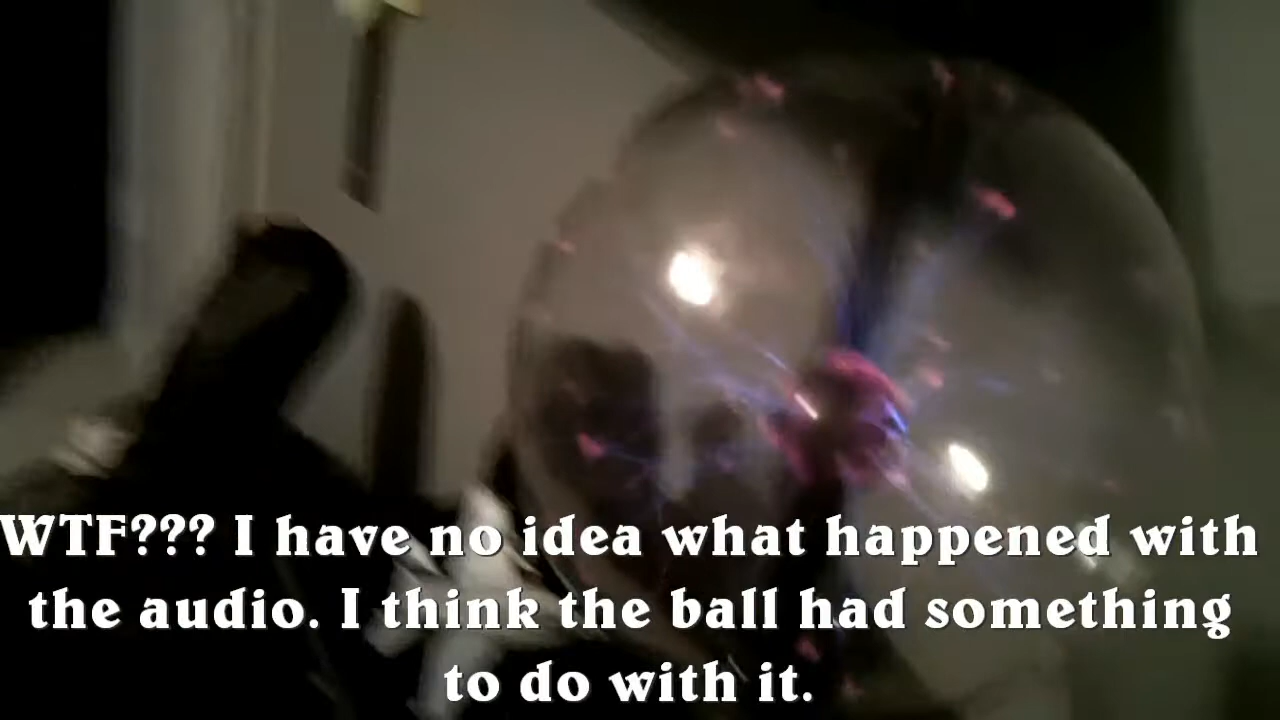 WTF??? I have no idea what happened with
the audio. I think the ball had something
to do with it.